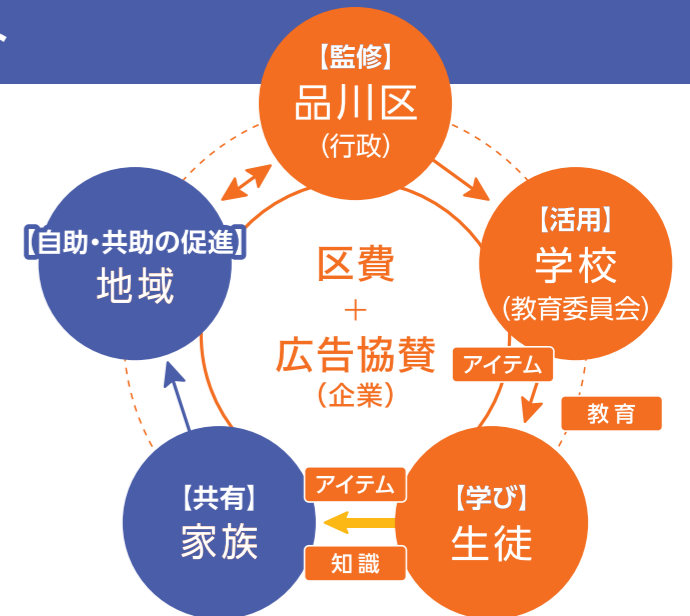 【監修】
品川区
（行政）
【活用】
学校
（教育委員会）
【自助・共助の促進】
地域
区費
＋
広告協賛
（企業）
アイテム
教育
【学び】
生徒
アイテム
知識
【共有】
家族